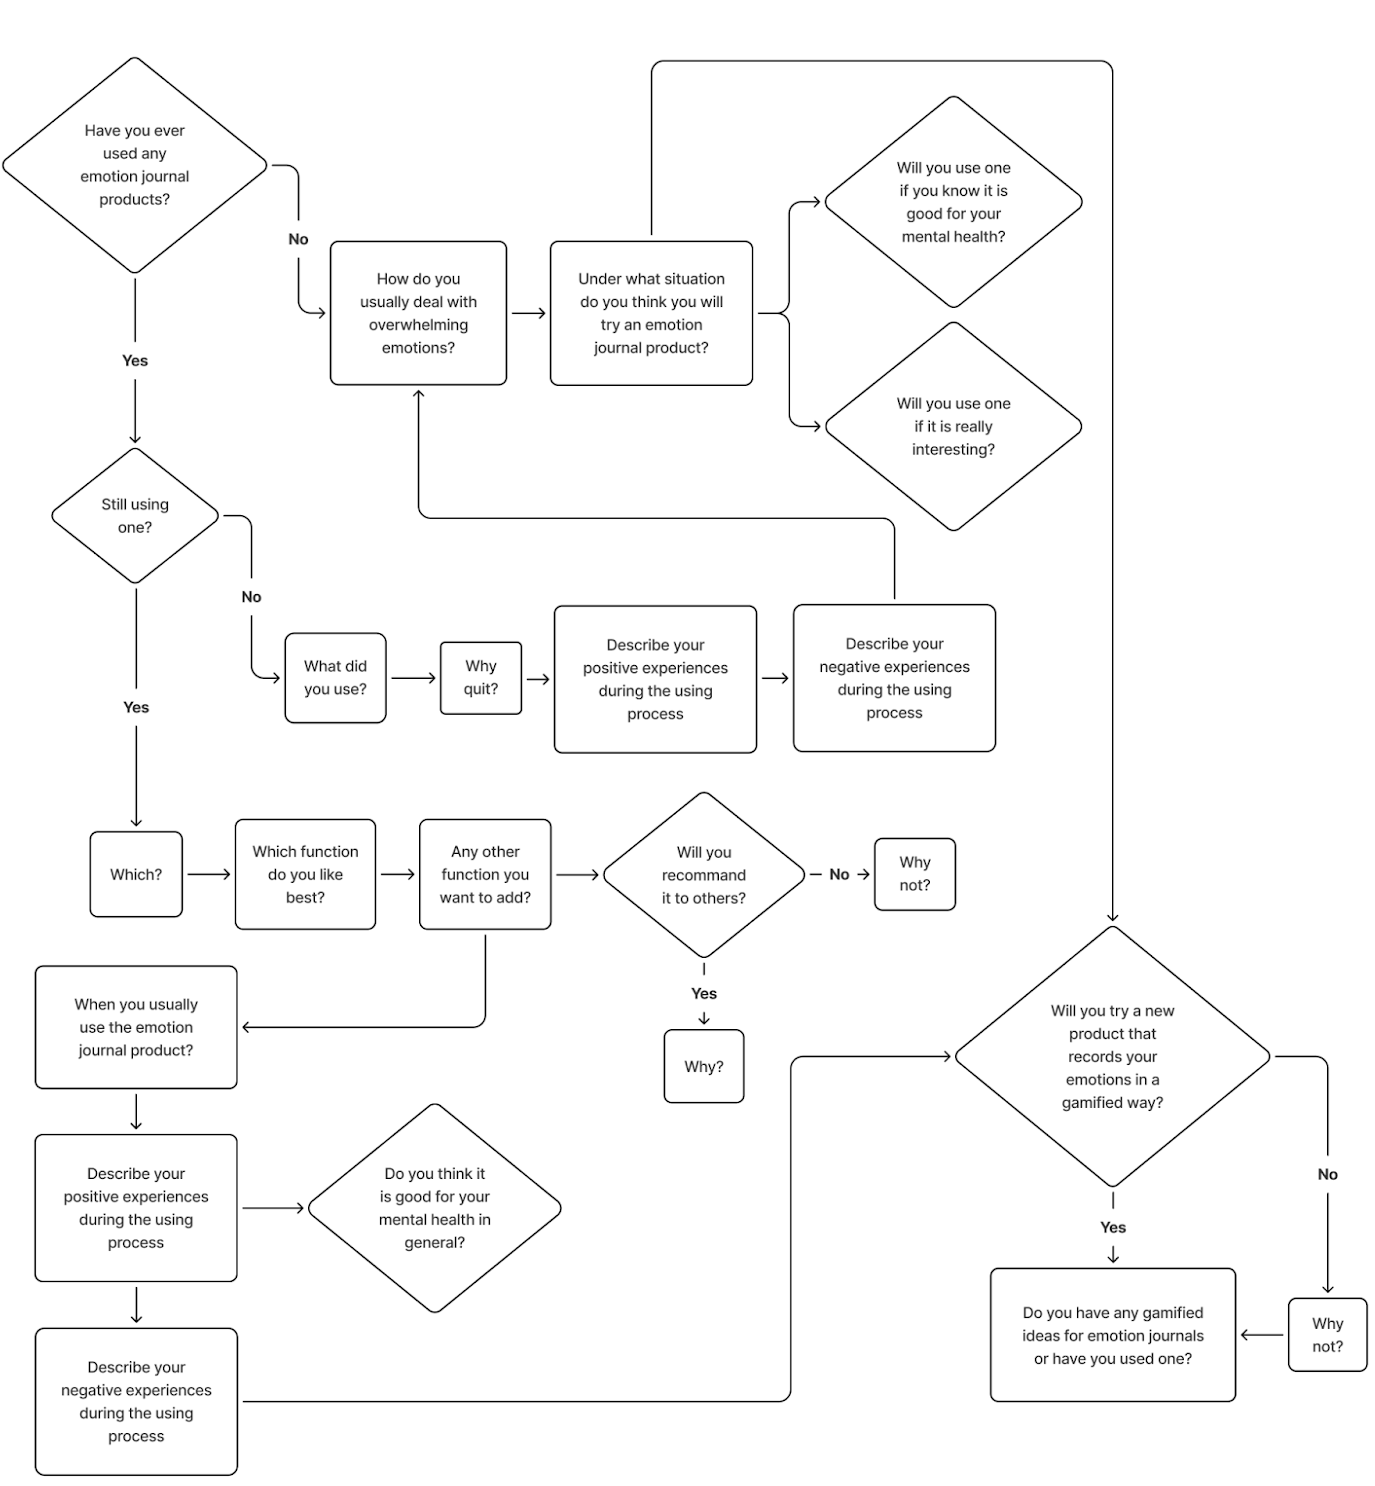 Have you ever
used any
emotion journal
products?
No
Yes
How do you
usually deal with
overwhelming
emotions?
Under what situation
do you think you will
try an emotion
journal product?
Will you use one
if you know it is
good for your
mental health?
Will you use one
if it is really
interesting?
Still using
one?
No
Yes
What did
you use?
Why
quit?
Describe your
positive experiences
during the using
process
Describe your
negative experiences
during the using
process
Which?
Which function
do you like
best?
Any other
function you
want to add?
Will you
recommand
it to others?
No
Why
not?
Yes
Why?
When you usually
use the emotion
journal product?
Describe your
positive experiences
during the using
process
Do you think it
is good for your
mental health in
general?
Describe your
negative experiences
during the using
process
Will you try a new
product that
records your
emotions in a
gamified way?
No
Yes
Do you have any gamified
ideas for emotion journals
or have you used one?
Why
not?